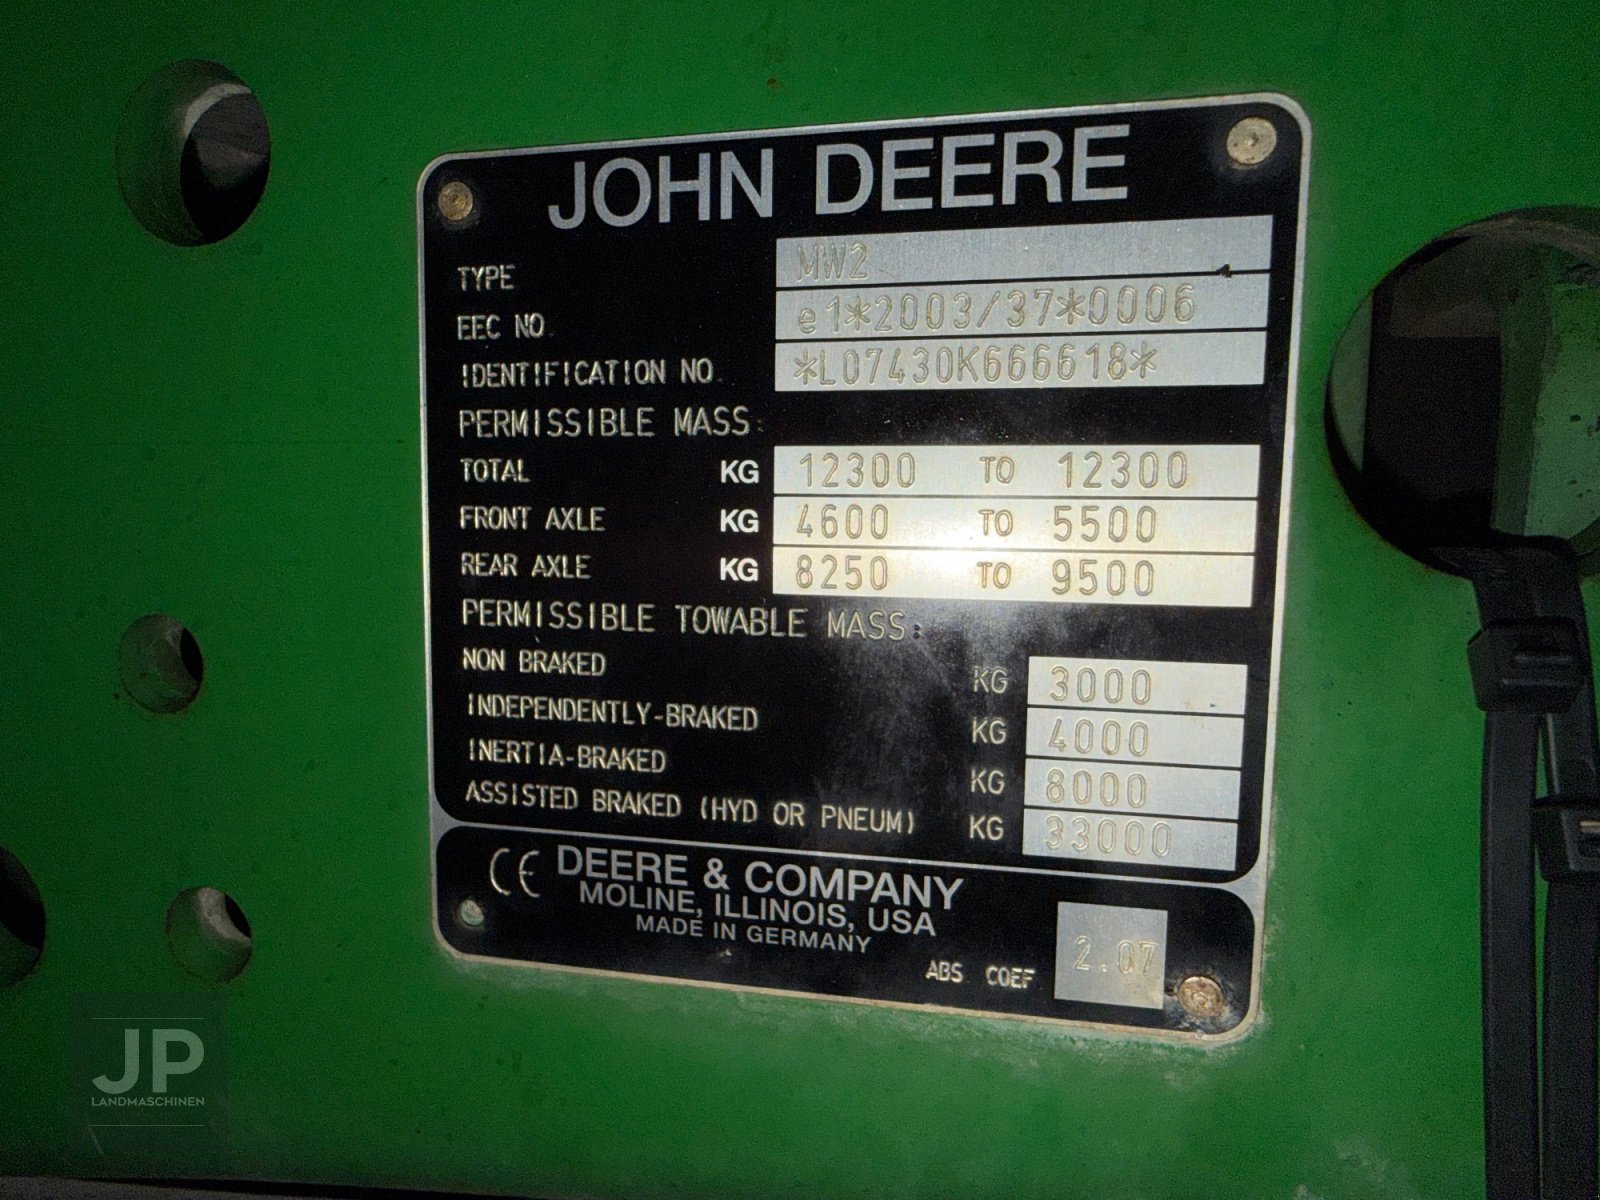 JOHN DEERE
TYPE MW2
EEC NO. e1*2003/37*0006
IDENTIFICATION NO. *L07430K666618*
PERMISSIBLE MASS:
TOTAL KG 12300 TO 12300
FRONT AXLE KG 4600 TO 5500
REAR AXLE KG 8250 TO 9500
PERMISSIBLE TOWABLE MASS:
NON BRAKED KG 3000
INDEPENDENTLY-BRAKED KG 4000
INERTIA-BRAKED KG 8000
ASSISTED BRAKED (HYD OR PNEUM) KG 33000
CE DEERE & COMPANY
MOLINE, ILLINOIS, USA
MADE IN GERMANY
ABS COEF 2.07
JP
LANDMASCHINEN